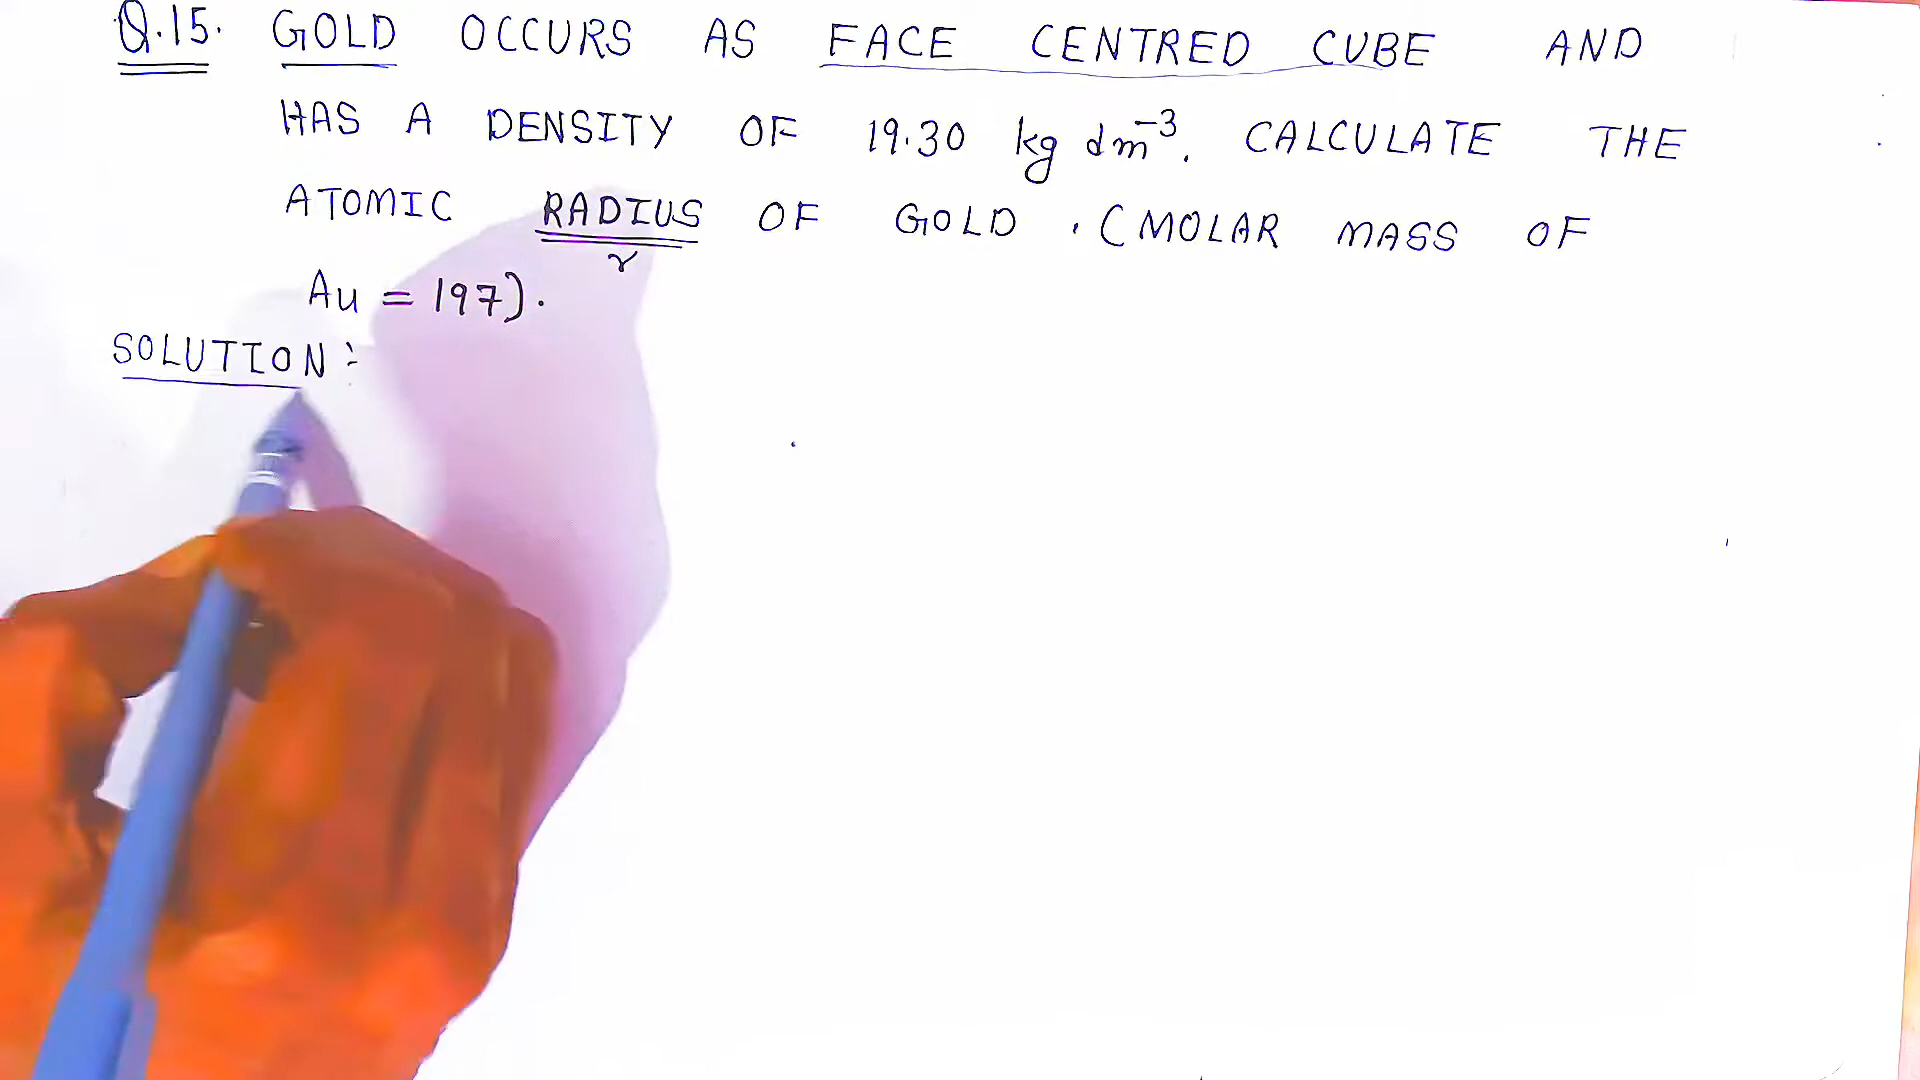 Q.15. GOLD OCCURS AS FACE CENTRED CUBE AND
HAS A DENSITY OF 19.30 kg dm⁻³. CALCULATE THE
ATOMIC RADIUS OF GOLD. (MOLAR MASS OF
r
Au = 197).
SOLUTION: